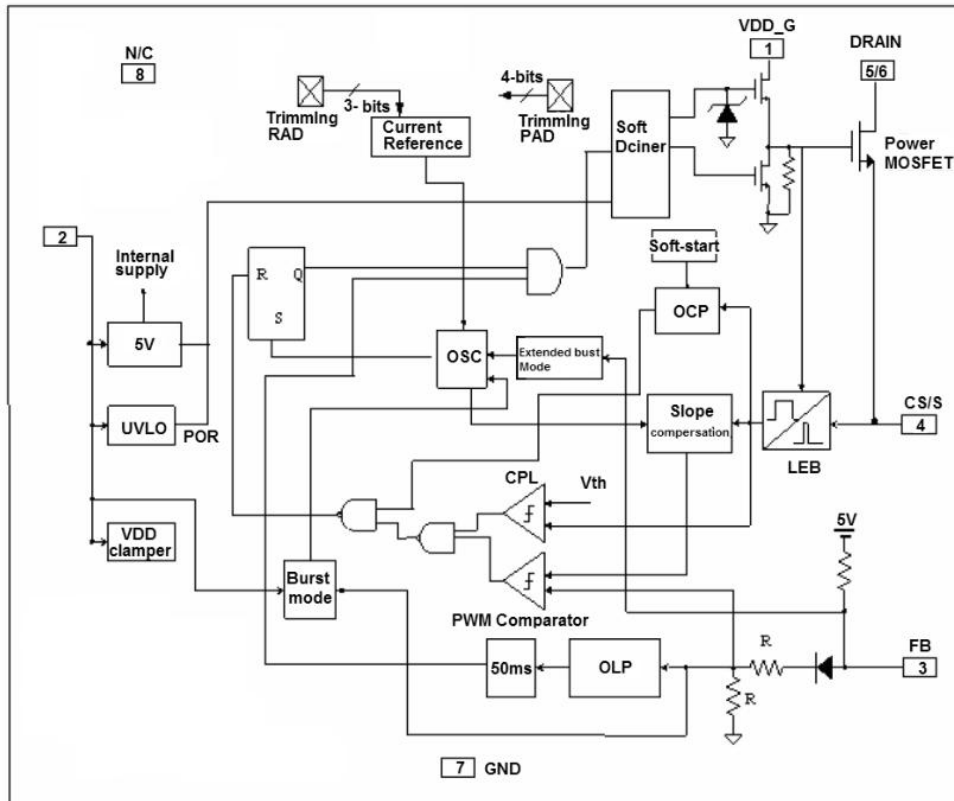 VDD_G
1
DRAIN
5/6
N/C
8
3- bits
4-bits
Trimming
RAD
Trimming
PAD
Current
Reference
Soft
Dciner
Power
MOSFET
2
Internal
supply
5V
R
Q
S
Soft-start
OCP
OSC
Extended bust
Mode
UVLO
POR
Slope
compersation
LEB
CS/S
4
CPL
Vth
VDD
clamper
Burst
mode
PWM Comparator
5V
50ms
OLP
R
R
FB
3
7
GND